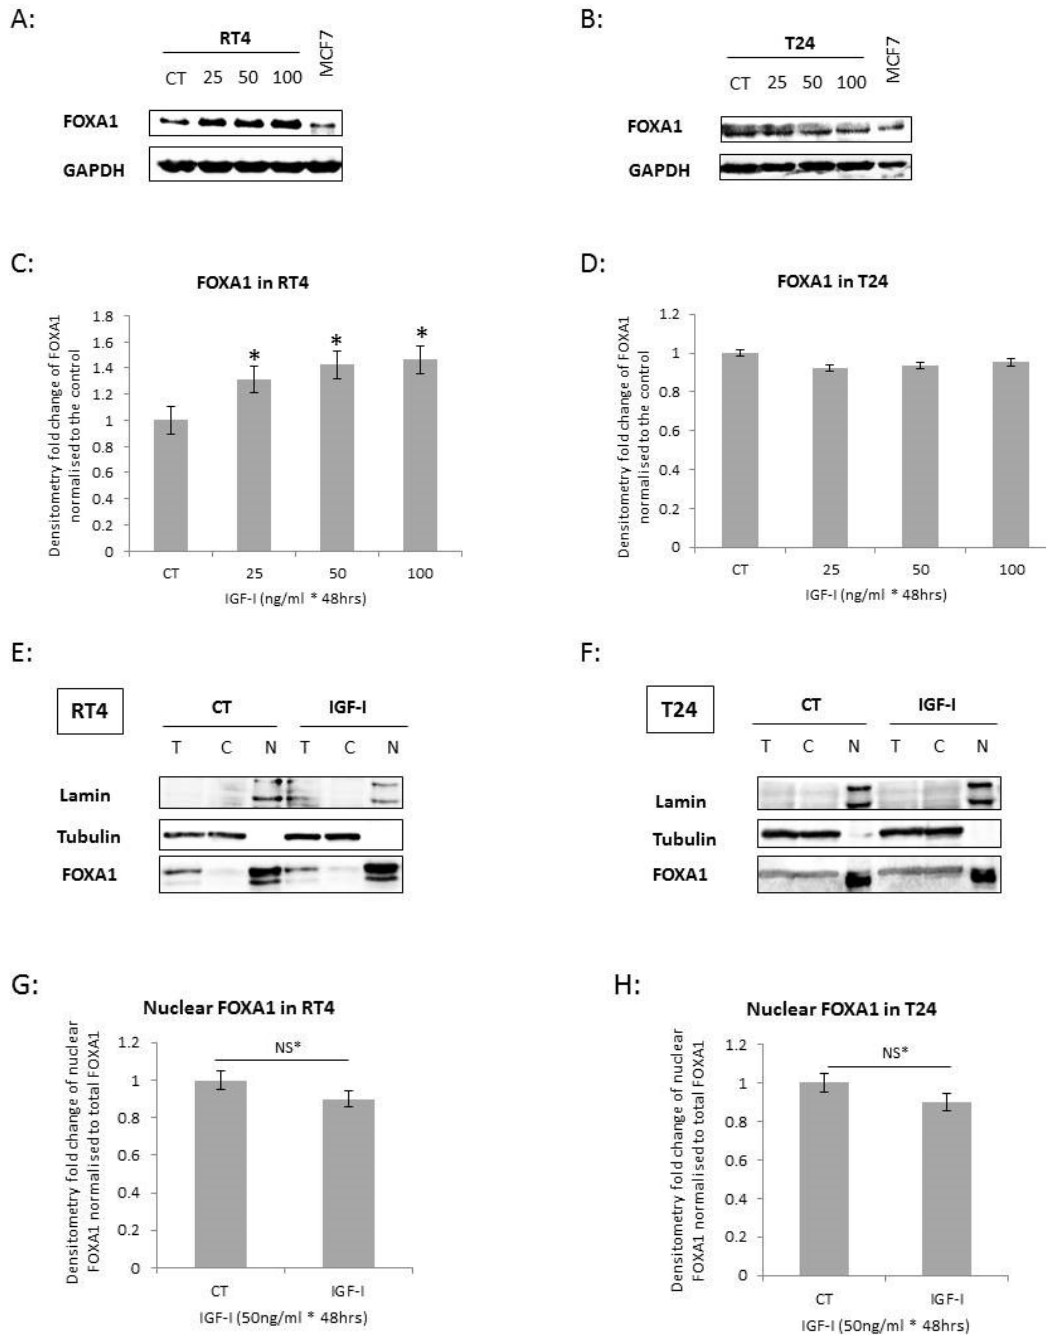 A:
RT4
MCF7
CT 25 50 100
FOXA1
GAPDH
B:
T24
MCF7
CT 25 50 100
FOXA1
GAPDH
C:
FOXA1 in RT4
Densitometry fold change of FOXA1
normalised to the control
1.8
1.6
1.4
1.2
1
0.8
0.6
0.4
0.2
0
* * *
CT 25 50 100
IGF-I (ng/ml * 48hrs)
D:
FOXA1 in T24
Densitometry fold change of FOXA1
normalised to the control
1.2
1
0.8
0.6
0.4
0.2
0
CT 25 50 100
IGF-I (ng/ml * 48hrs)
E:
RT4
CT IGF-I
T C N T C N
Lamin
Tubulin
FOXA1
F:
T24
CT IGF-I
T C N T C N
Lamin
Tubulin
FOXA1
G:
Nuclear FOXA1 in RT4
Densitometry fold change of nuclear
FOXA1 normalised to total FOXA1
1.2
1
0.8
0.6
0.4
0.2
0
NS*
CT IGF-I
IGF-I (50ng/ml * 48hrs)
H:
Nuclear FOXA1 in T24
Densitometry fold change of nuclear
FOXA1 normalised to total FOXA1
1.2
1
0.8
0.6
0.4
0.2
0
NS*
CT IGF-I
IGF-I (50ng/ml * 48hrs)